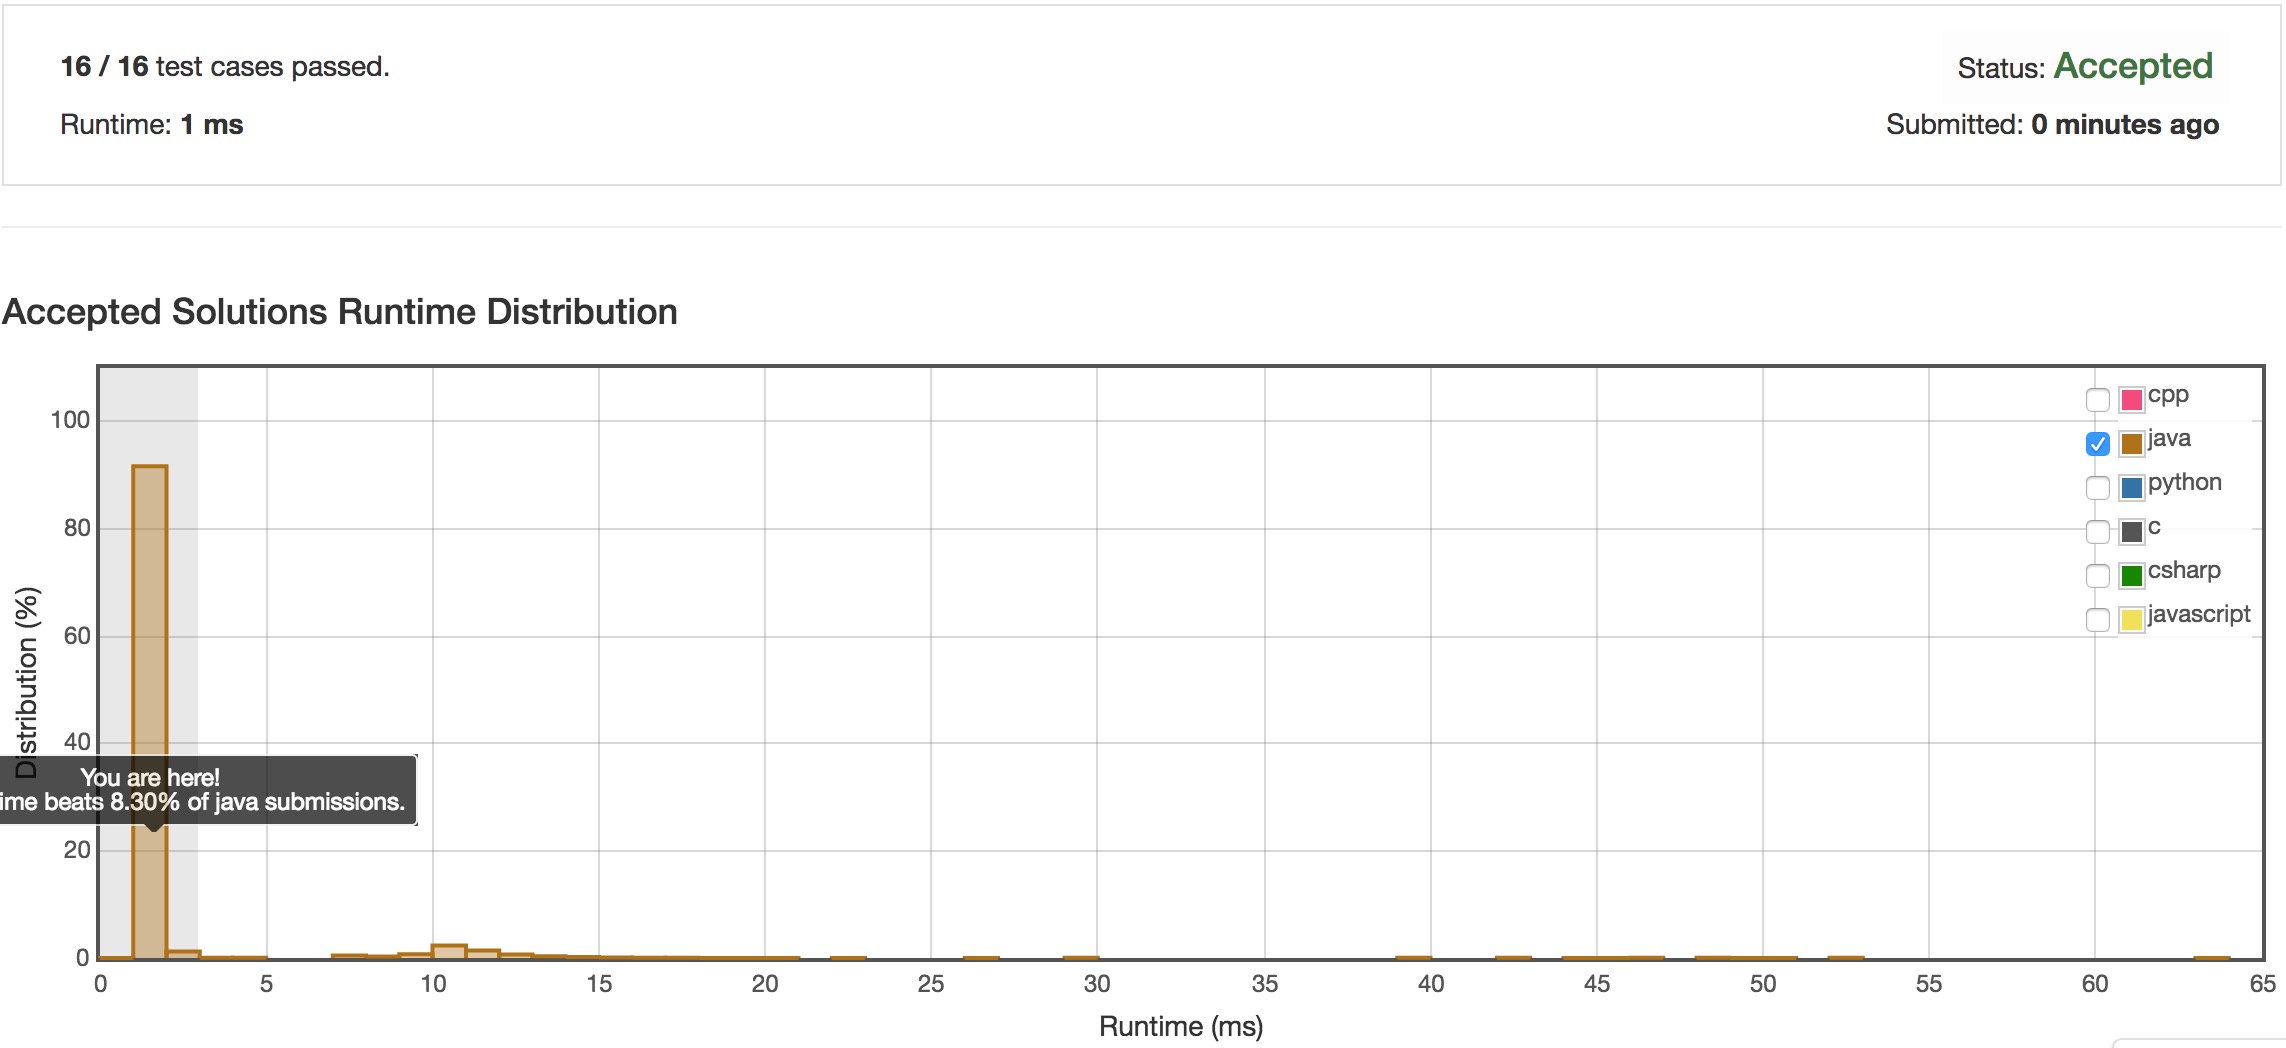 16 / 16 test cases passed.
Status: Accepted
Runtime: 1 ms
Submitted: 0 minutes ago
Accepted Solutions Runtime Distribution
cpp
java
python
c
csharp
javascript
100
80
60
40
20
0
Distribution (%)
You are here!
beats 8.30% of java submissions.
0 5 10 15 20 25 30 35 40 45 50 55 60 65
Runtime (ms)